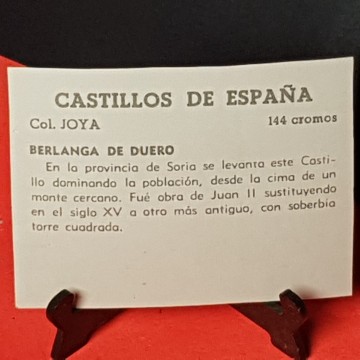 CASTILLOS DE ESPAÑA
Col. JOYA 144 cromos
BERLANGA DE DUERO
En la provincia de Soria se levanta este Casti-
llo dominando la población, desde la cima de un
monte cercano. Fué obra de Juan II sustituyendo
en el siglo XV a otro más antiguo, con soberbia
torre cuadrada.